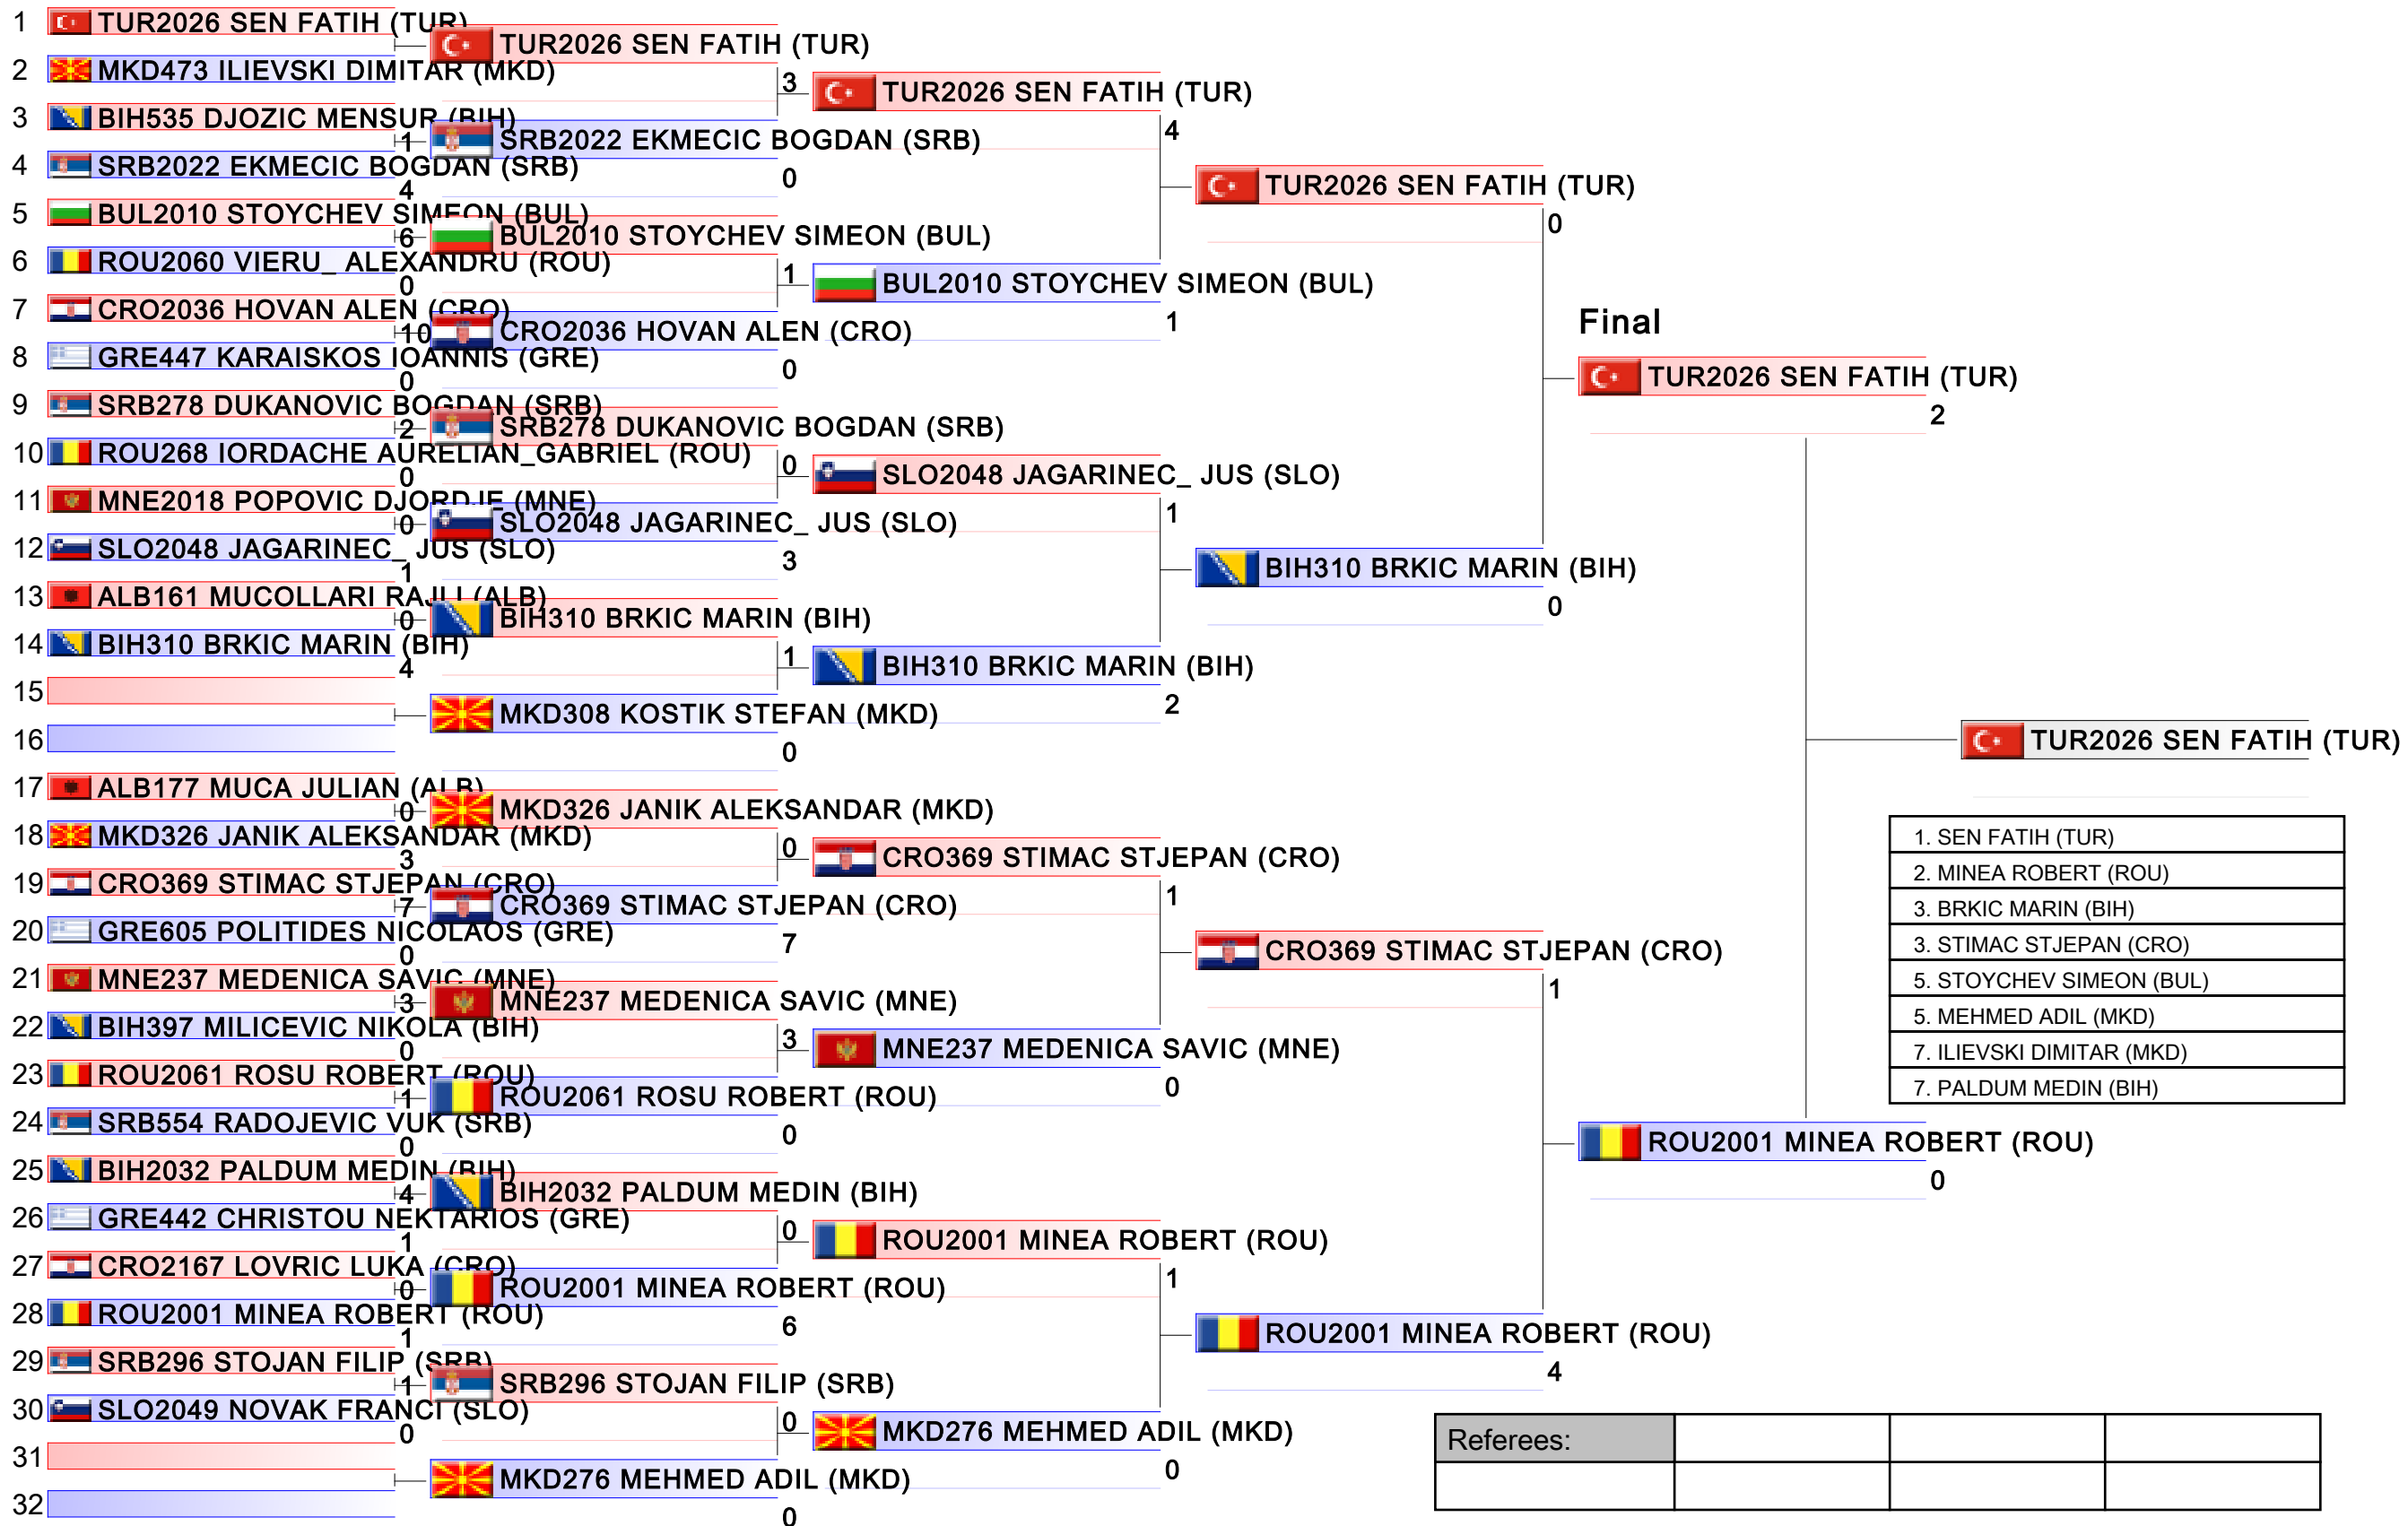 1 TUR2026 SEN FATIH (TUR)
2 MKD473 ILIEVSKI DIMITAR (MKD)
3 BIH535 DJOZIC MENSUR (BIH)
1
4 SRB2022 EKMECIC BOGDAN (SRB)
4
5 BUL2010 STOYCHEV SIMEON (BUL)
6
6 ROU2060 VIERU_ ALEXANDRU (ROU)
0
7 CRO2036 HOVAN ALEN (CRO)
10
8 GRE447 KARAISKOS IOANNIS (GRE)
0
9 SRB278 DUKANOVIC BOGDAN (SRB)
2
10 ROU268 IORDACHE AURELIAN_GABRIEL (ROU)
0
11 MNE2018 POPOVIC DJORDJE (MNE)
0
12 SLO2048 JAGARINEC_ JUS (SLO)
1
13 ALB161 MUCOLLARI RAJLI (ALB)
0
14 BIH310 BRKIC MARIN (BIH)
4
15
16
17 ALB177 MUCA JULIAN (ALB)
0
18 MKD326 JANIK ALEKSANDAR (MKD)
3
19 CRO369 STIMAC STJEPAN (CRO)
7
20 GRE605 POLITIDES NICOLAOS (GRE)
0
21 MNE237 MEDENICA SAVIC (MNE)
3
22 BIH397 MILICEVIC NIKOLA (BIH)
0
23 ROU2061 ROSU ROBERT (ROU)
1
24 SRB554 RADOJEVIC VUK (SRB)
0
25 BIH2032 PALDUM MEDIN (BIH)
4
26 GRE442 CHRISTOU NEKTARIOS (GRE)
1
27 CRO2167 LOVRIC LUKA (CRO)
0
28 ROU2001 MINEA ROBERT (ROU)
1
29 SRB296 STOJAN FILIP (SRB)
1
30 SLO2049 NOVAK FRANCI (SLO)
0
31
32
TUR2026 SEN FATIH (TUR)
3
SRB2022 EKMECIC BOGDAN (SRB)
0
BUL2010 STOYCHEV SIMEON (BUL)
1
CRO2036 HOVAN ALEN (CRO)
0
SRB278 DUKANOVIC BOGDAN (SRB)
0
SLO2048 JAGARINEC_ JUS (SLO)
3
BIH310 BRKIC MARIN (BIH)
1
MKD308 KOSTIK STEFAN (MKD)
0
MKD326 JANIK ALEKSANDAR (MKD)
0
CRO369 STIMAC STJEPAN (CRO)
7
MNE237 MEDENICA SAVIC (MNE)
3
ROU2061 ROSU ROBERT (ROU)
0
BIH2032 PALDUM MEDIN (BIH)
0
ROU2001 MINEA ROBERT (ROU)
6
SRB296 STOJAN FILIP (SRB)
0
MKD276 MEHMED ADIL (MKD)
0
TUR2026 SEN FATIH (TUR)
4
BUL2010 STOYCHEV SIMEON (BUL)
1
SLO2048 JAGARINEC_ JUS (SLO)
1
BIH310 BRKIC MARIN (BIH)
2
CRO369 STIMAC STJEPAN (CRO)
1
MNE237 MEDENICA SAVIC (MNE)
0
ROU2001 MINEA ROBERT (ROU)
1
MKD276 MEHMED ADIL (MKD)
0
TUR2026 SEN FATIH (TUR)
0
BIH310 BRKIC MARIN (BIH)
0
CRO369 STIMAC STJEPAN (CRO)
1
ROU2001 MINEA ROBERT (ROU)
4
Final
TUR2026 SEN FATIH (TUR)
2
ROU2001 MINEA ROBERT (ROU)
0
TUR2026 SEN FATIH (TUR)
1. SEN FATIH (TUR)
2. MINEA ROBERT (ROU)
3. BRKIC MARIN (BIH)
3. STIMAC STJEPAN (CRO)
5. STOYCHEV SIMEON (BUL)
5. MEHMED ADIL (MKD)
7. ILIEVSKI DIMITAR (MKD)
7. PALDUM MEDIN (BIH)
Referees: